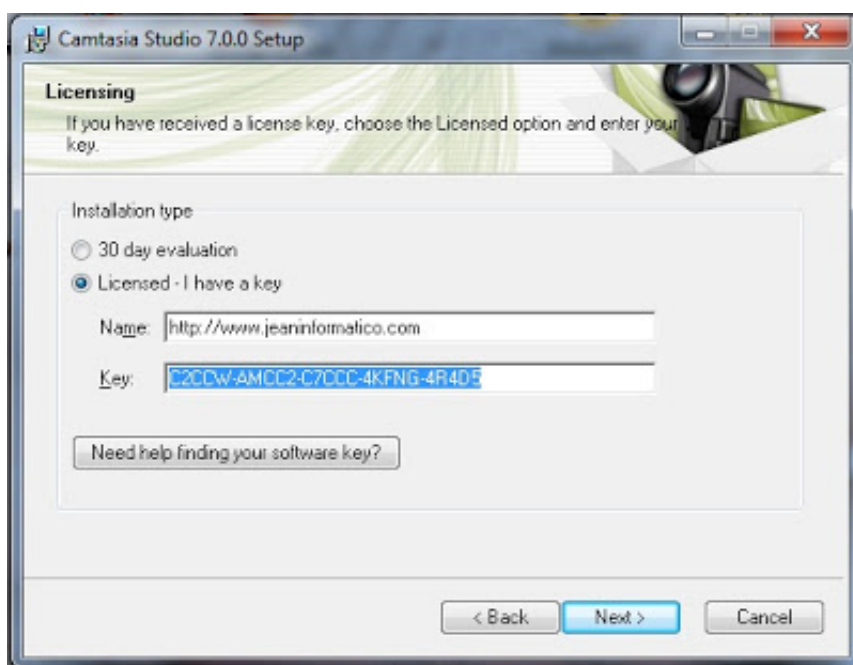 Camtasia Studio 7.0.0 Setup
Licensing
If you have received a license key, choose the Licensed option and enter your
key.
Installation type
30 day evaluation
Licensed - I have a key
Name: http://www.jeaninformatico.com
Key: C2CCW-AMCC2-C7CCC-4KFNG-4R4D5
Need help finding your software key?
< Back Next > Cancel